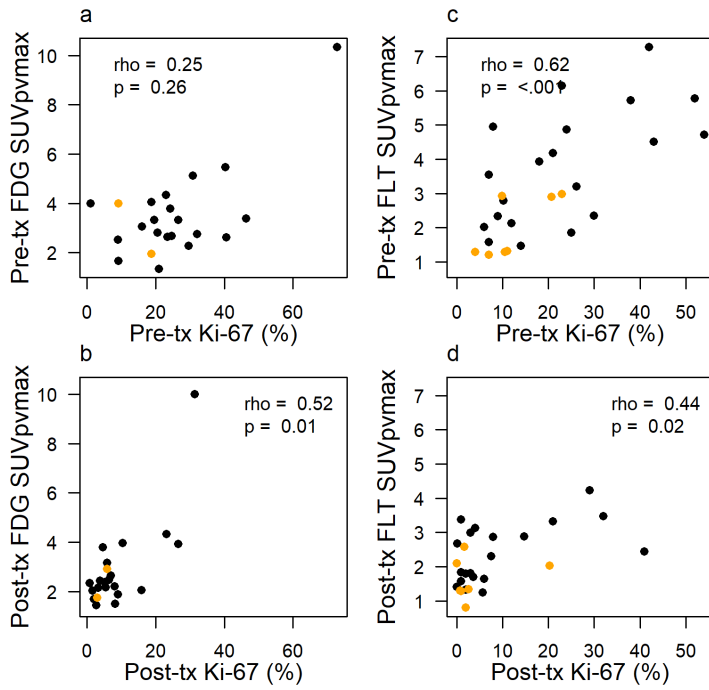 a
10
8
6
4
2
Pre-tx FDG SUVpvmax
rho = 0.25
p = 0.26
0 20 40 60
Pre-tx Ki-67 (%)
c
7
6
5
4
3
2
1
Pre-tx FLT SUVpvmax
rho = 0.62
p = <.001
0 10 20 30 40 50
Pre-tx Ki-67 (%)
b
10
8
6
4
2
Post-tx FDG SUVpvmax
rho = 0.52
p = 0.01
0 20 40 60
Post-tx Ki-67 (%)
d
7
6
5
4
3
2
1
Post-tx FLT SUVpvmax
rho = 0.44
p = 0.02
0 10 20 30 40 50
Post-tx Ki-67 (%)